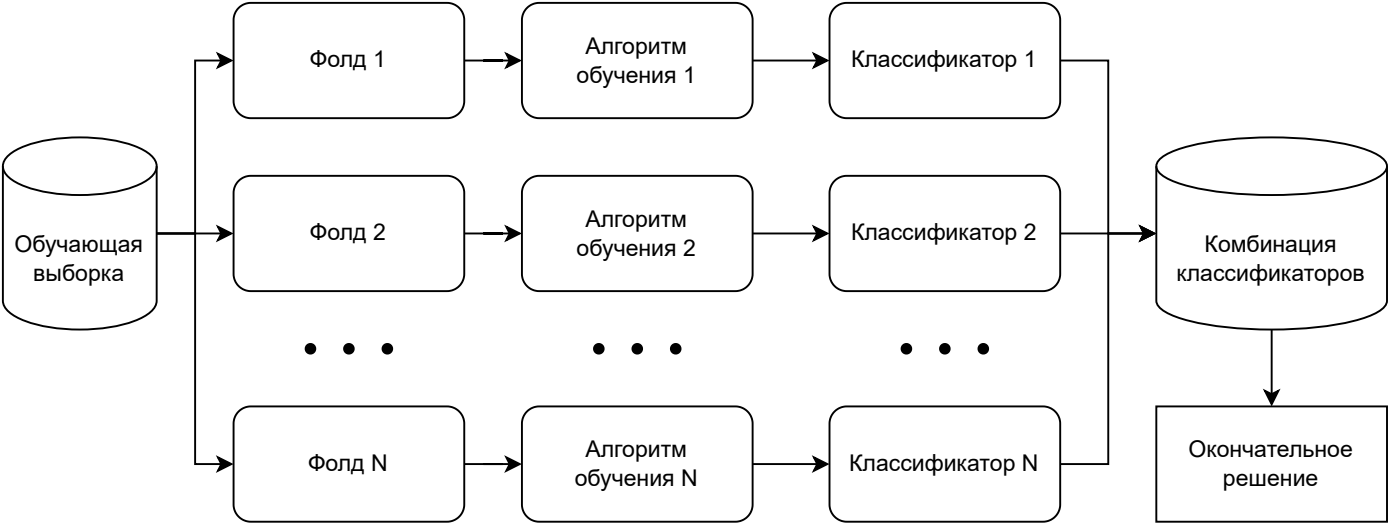 Фолд 1
Алгоритм
обучения 1
Классификатор 1
Обучающая
выборка
Фолд 2
Алгоритм
обучения 2
Классификатор 2
Комбинация
классификаторов
Фолд N
Алгоритм
обучения N
Классификатор N
Окончательное
решение